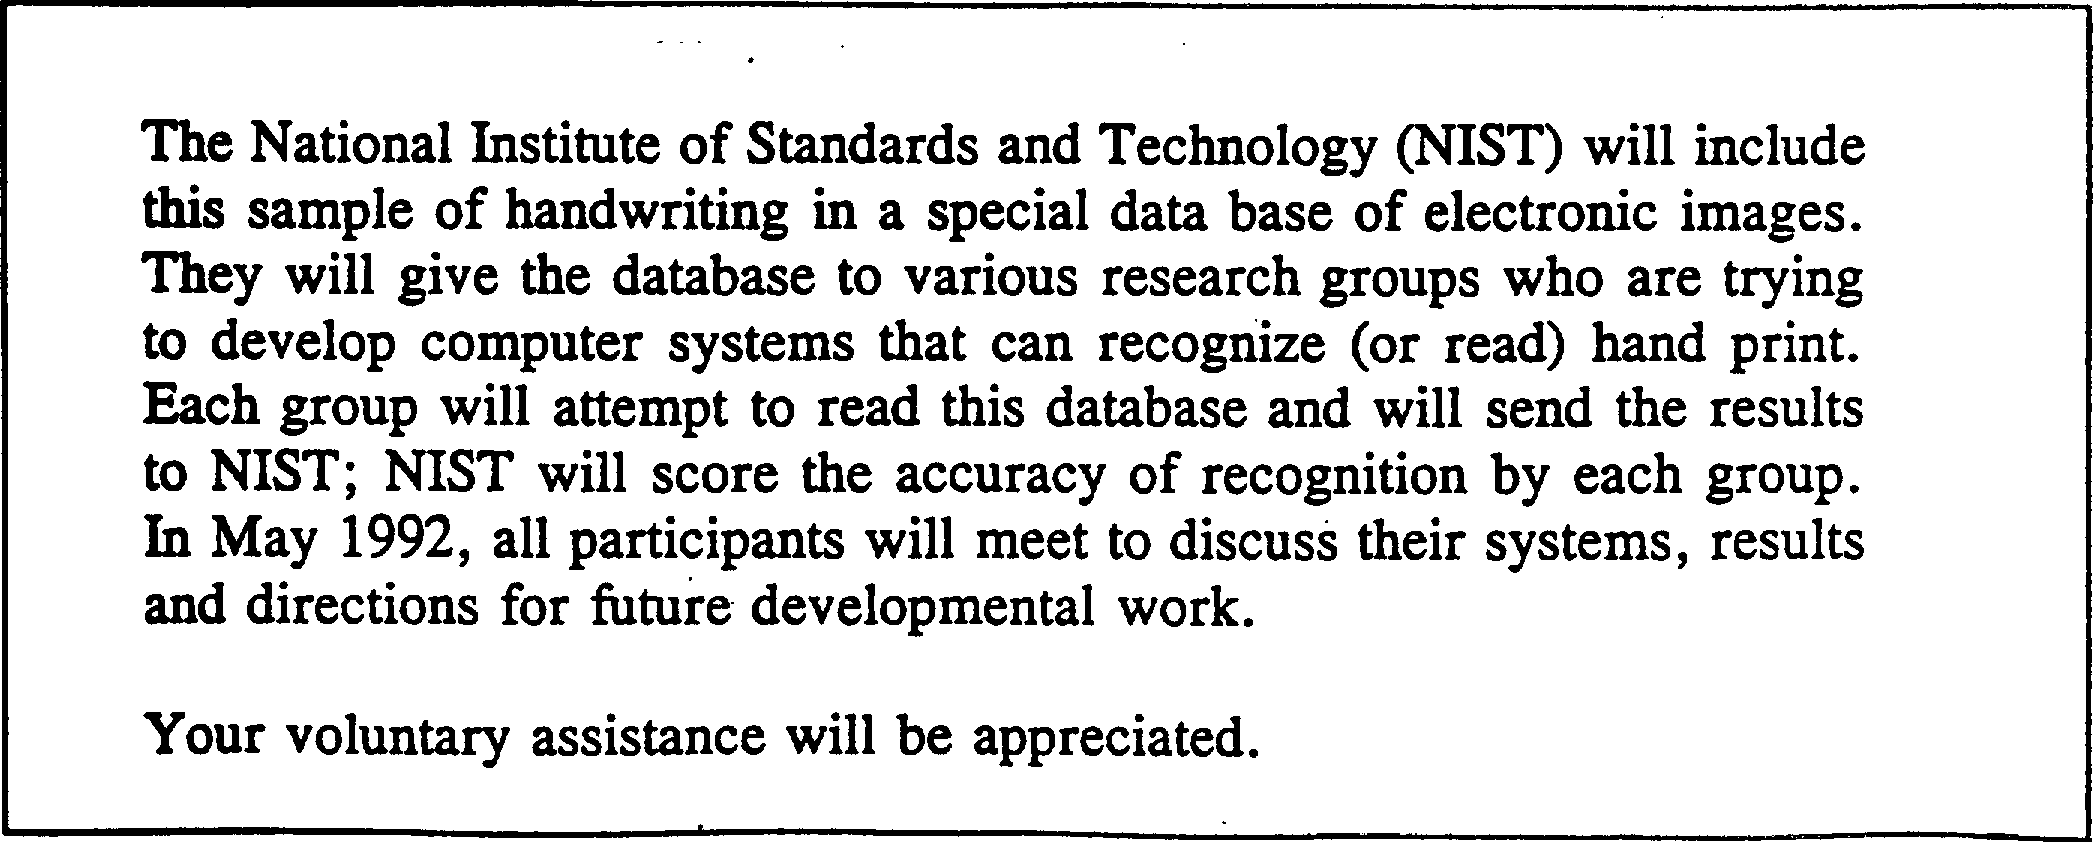 The National Institute of Standards and Technology (NIST) will include
this sample of handwriting in a special data base of electronic images.
They will give the database to various research groups who are trying
to develop computer systems that can recognize (or read) hand print.
Each group will attempt to read this database and will send the results
to NIST; NIST will score the accuracy of recognition by each group.
In May 1992, all participants will meet to discuss their systems, results
and directions for future developmental work.
Your voluntary assistance will be appreciated.